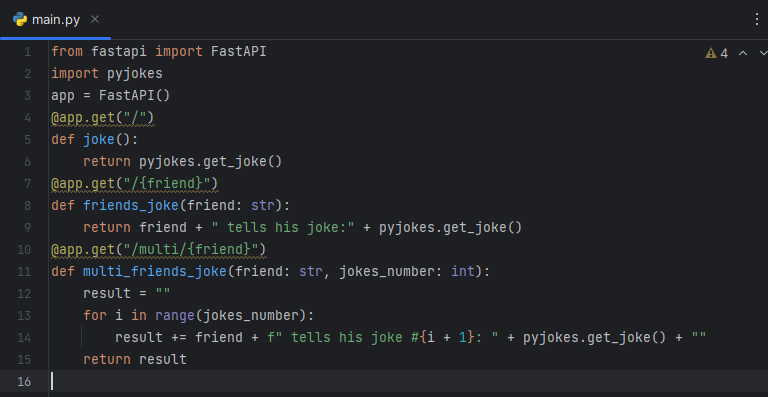 main.py ×
4
1 from fastapi import FastAPI
2 import pyjokes
3 app = FastAPI()
4 @app.get("/")
5 def joke():
6     return pyjokes.get_joke()
7 @app.get("/{friend}")
8 def friends_joke(friend: str):
9     return friend + " tells his joke:" + pyjokes.get_joke()
10 @app.get("/multi/{friend}")
11 def multi_friends_joke(friend: str, jokes_number: int):
12     result = ""
13     for i in range(jokes_number):
14         result += friend + f" tells his joke #{i + 1}: " + pyjokes.get_joke() + ""
15     return result
16